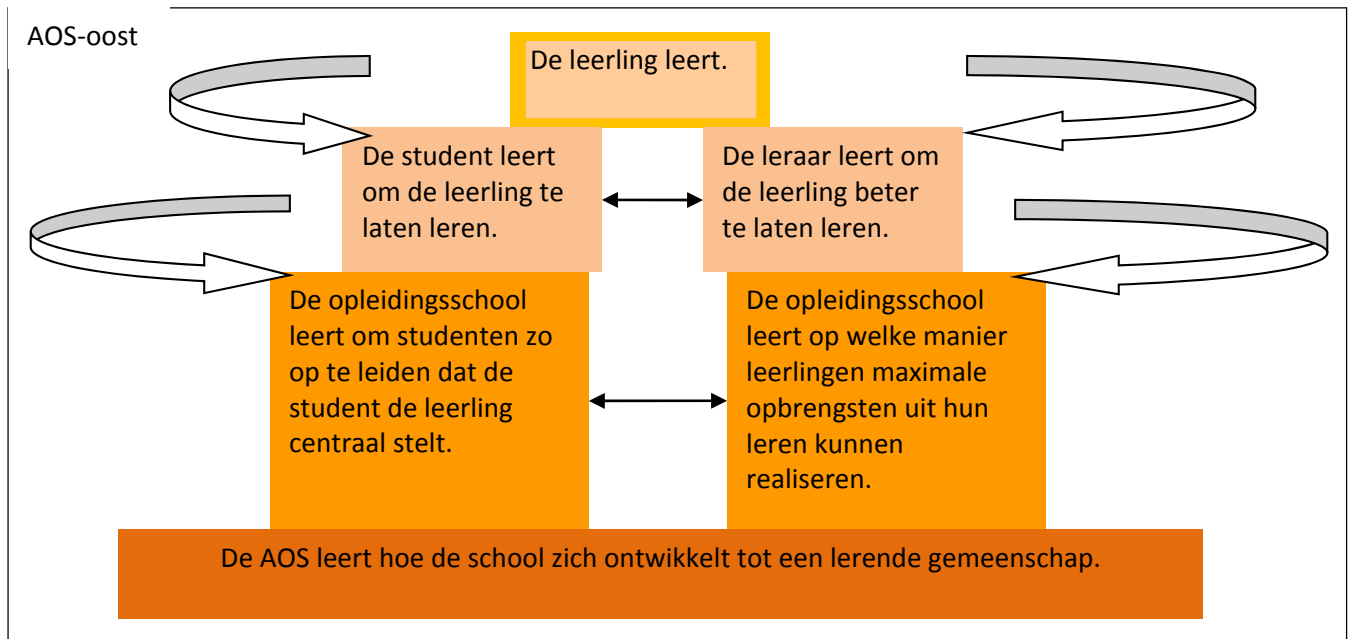 AOS-oost
De leerling leert.
De student leert
om de leerling te
laten leren.
De leraar leert om
de leerling beter
te laten leren.
De opleidingsschool
leert om studenten zo
op te leiden dat de
student de leerling
centraal stelt.
De opleidingsschool
leert op welke manier
leerlingen maximale
opbrengsten uit hun
leren kunnen
realiseren.
De AOS leert hoe de school zich ontwikkelt tot een lerende gemeenschap.